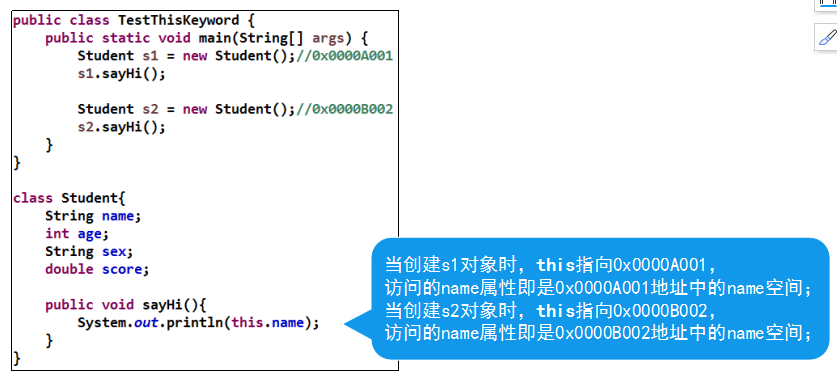 public class TestThisKeyword {
    public static void main(String[] args) {
        Student s1 = new Student();//0x0000A001
        s1.sayHi();
        Student s2 = new Student();//0x0000B002
        s2.sayHi();
    }
}
class Student{
    String name;
    int age;
    String sex;
    double score;
    public void sayHi(){
        System.out.println(this.name);
    }
}
当创建s1对象时，this指向0x0000A001，
访问的name属性即是0x0000A001地址中的name空间；
当创建s2对象时，this指向0x0000B002，
访问的name属性即是0x0000B002地址中的name空间；